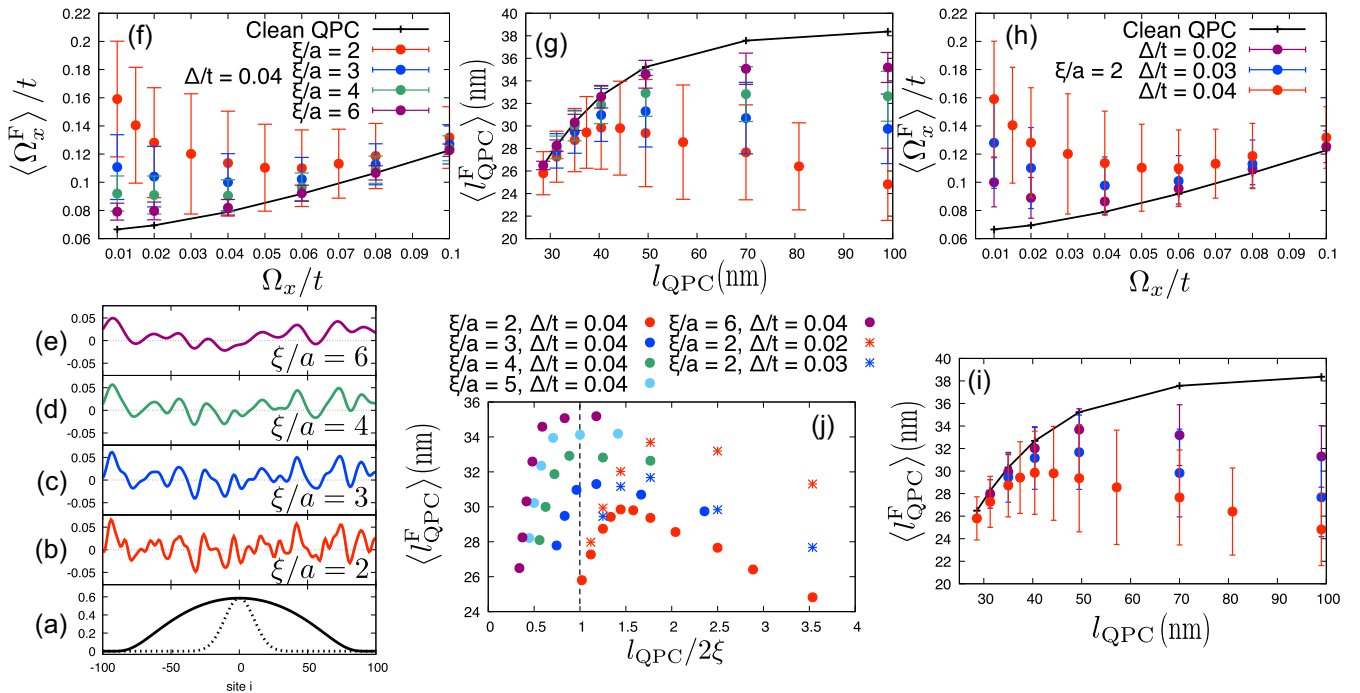 (f)
Clean QPC
ξ/a = 2
ξ/a = 3
ξ/a = 4
ξ/a = 6
Δ/t = 0.04
⟨Ω_x^F⟩/t
0.22
0.2
0.18
0.16
0.14
0.12
0.1
0.08
0.06
0.01 0.02 0.03 0.04 0.05 0.06 0.07 0.08 0.09 0.1
Ω_x/t
(g)
⟨l_QPC^F⟩(nm)
40
38
36
34
32
30
28
26
24
22
20
30 40 50 60 70 80 90 100
l_QPC(nm)
(h)
Clean QPC
Δ/t = 0.02
ξ/a = 2 Δ/t = 0.03
Δ/t = 0.04
⟨Ω_x^F⟩/t
0.22
0.2
0.18
0.16
0.14
0.12
0.1
0.08
0.06
0.01 0.02 0.03 0.04 0.05 0.06 0.07 0.08 0.09 0.1
Ω_x/t
(e)
0.05
0
-0.05
ξ/a = 6
(d)
0.05
0
-0.05
ξ/a = 4
(c)
0.05
0
-0.05
ξ/a = 3
(b)
0.05
0
-0.05
ξ/a = 2
(a)
0.6
0.4
0.2
0
-100 -50 0 50 100
site i
ξ/a = 2, Δ/t = 0.04 ξ/a = 6, Δ/t = 0.04
ξ/a = 3, Δ/t = 0.04 ξ/a = 2, Δ/t = 0.02
ξ/a = 4, Δ/t = 0.04 ξ/a = 2, Δ/t = 0.03
ξ/a = 5, Δ/t = 0.04
(j)
⟨l_QPC^F⟩(nm)
36
34
32
30
28
26
24
0 0.5 1 1.5 2 2.5 3 3.5 4
l_QPC/2ξ
(i)
⟨l_QPC^F⟩(nm)
40
38
36
34
32
30
28
26
24
22
20
30 40 50 60 70 80 90 100
l_QPC(nm)